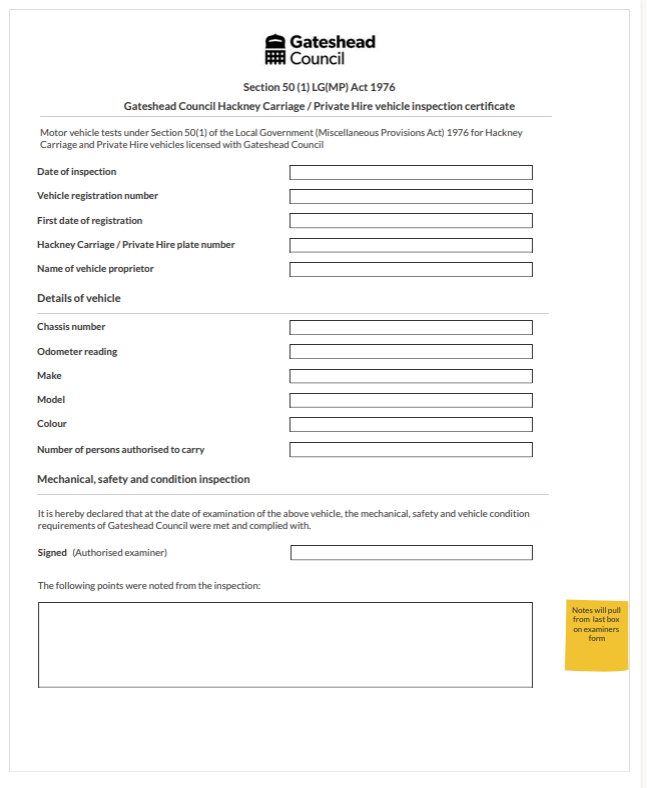 Gateshead
Council
Section 50 (1) LG(MP) Act 1976
Gateshead Council Hackney Carriage / Private Hire vehicle inspection certificate
Motor vehicle tests under Section 50(1) of the Local Government (Miscellaneous Provisions Act) 1976 for Hackney
Carriage and Private Hire vehicles licensed with Gateshead Council
Date of inspection
Vehicle registration number
First date of registration
Hackney Carriage / Private Hire plate number
Name of vehicle proprietor
Details of vehicle
Chassis number
Odometer reading
Make
Model
Colour
Number of persons authorised to carry
Mechanical, safety and condition inspection
It is hereby declared that at the date of examination of the above vehicle, the mechanical, safety and vehicle condition
requirements of Gateshead Council were met and complied with.
Signed (Authorised examiner)
The following points were noted from the inspection:
Notes will pull
from last box
on examiners
form